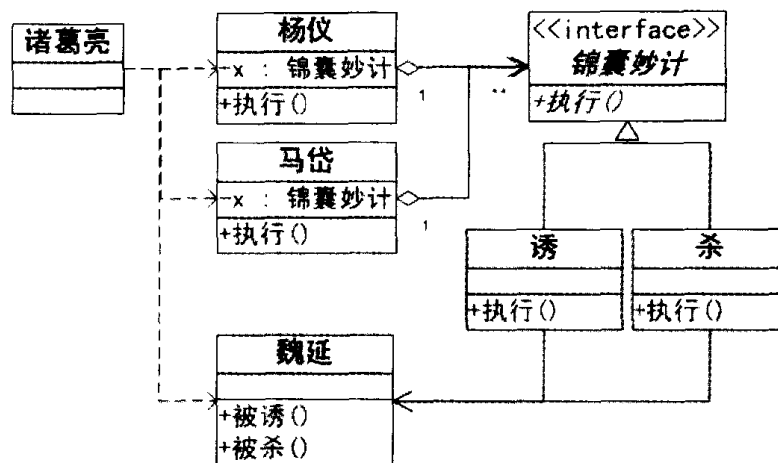 诸葛亮
杨仪
-x : 锦囊妙计
+执行()
1
马岱
-x : 锦囊妙计
+执行()
1
<<interface>>
锦囊妙计
+执行()
诱
+执行()
杀
+执行()
魏延
+被诱()
+被杀()